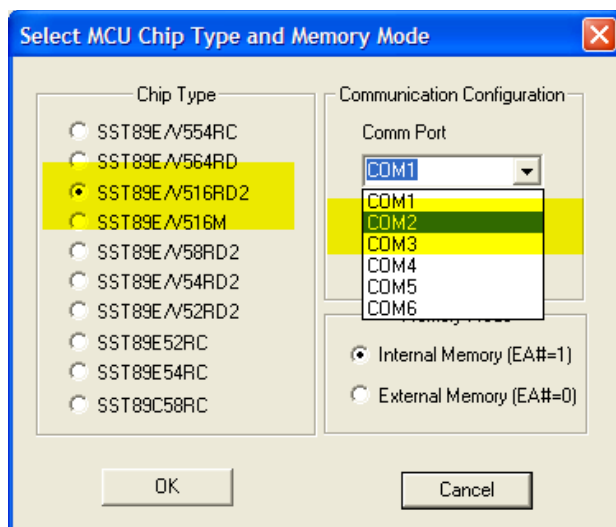 Select MCU Chip Type and Memory Mode
Chip Type
SST89E/V554RC
SST89E/V564RD
SST89E/V516RD2
SST89E/V516M
SST89E/V58RD2
SST89E/V54RD2
SST89E/V52RD2
SST89E52RC
SST89E54RC
SST89C58RC
Communication Configuration
Comm Port
COM1
COM1
COM2
COM3
COM4
COM5
COM6
Memory Mode
Internal Memory (EA#=1)
External Memory (EA#=0)
OK
Cancel